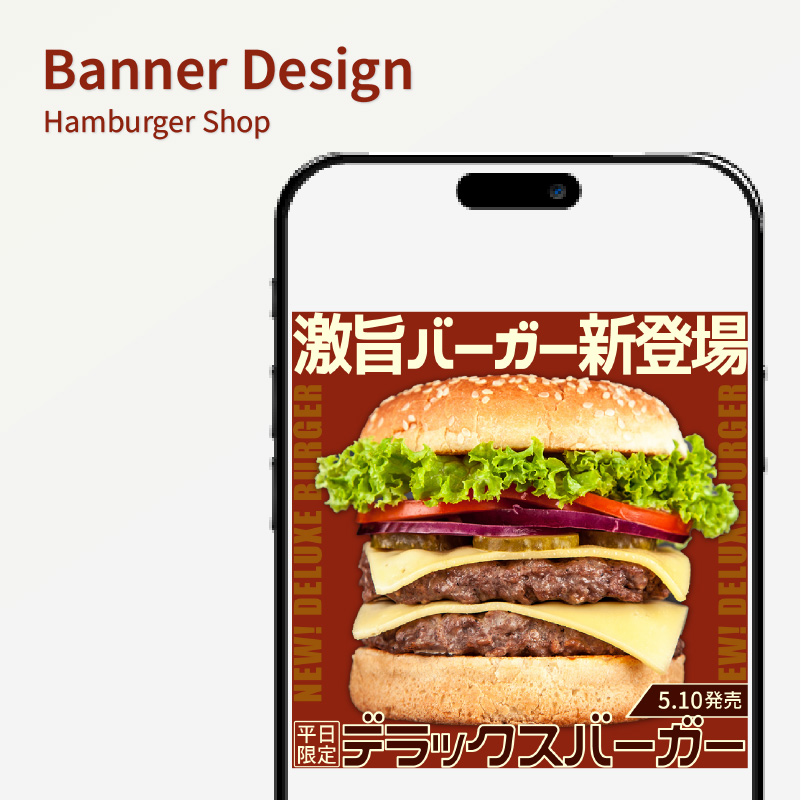 Banner Design
Hamburger Shop
激旨バーガー新登場
NEW! DELUXE BURGER
NEW! DELUXE BURGER
5.10発売
平日
限定
デラックスバーガー